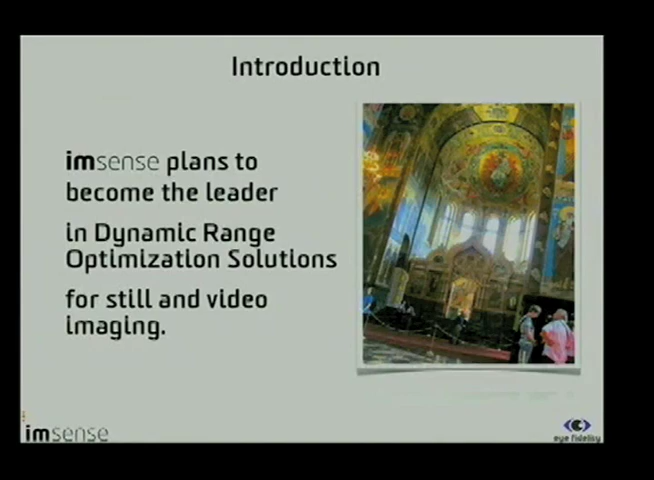 Introduction
imsense plans to
become the leader
in Dynamic Range
Optimization Solutions
for still and video
imaging.
imsense
eye fidelity